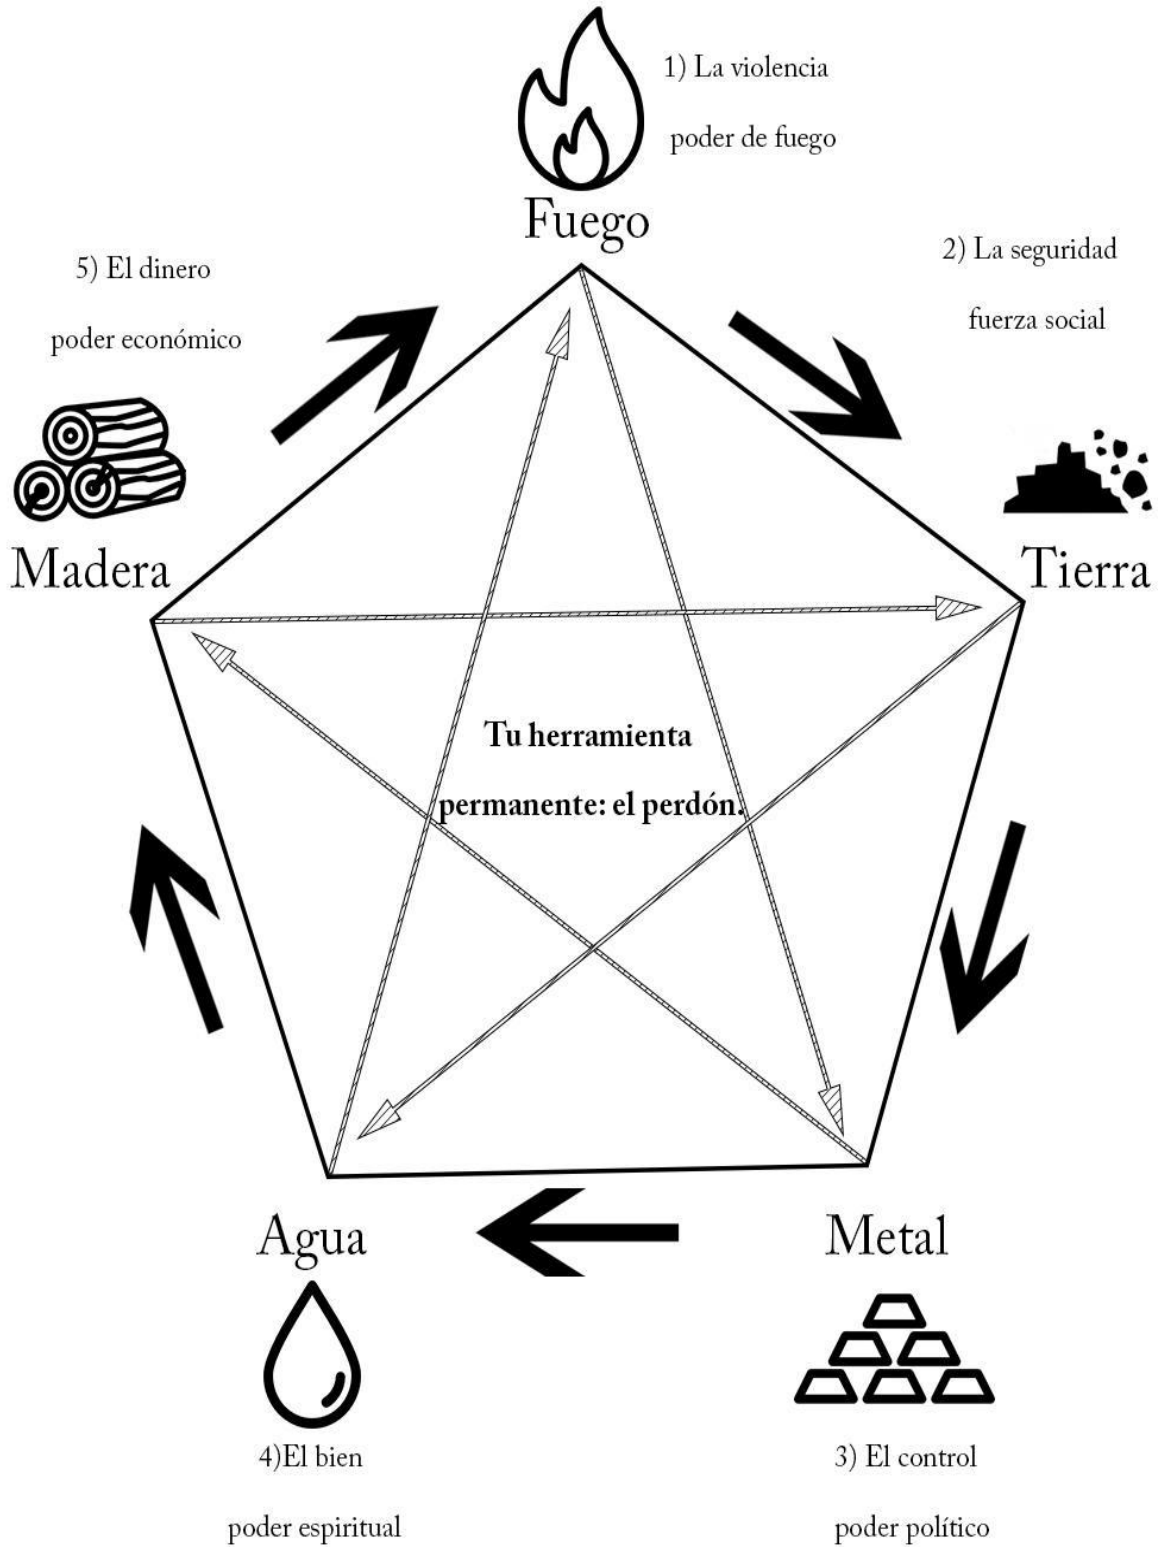 1) La violencia
poder de fuego
Fuego
5) El dinero
poder económico
2) La seguridad
fuerza social
Madera
Tierra
Tu herramienta
permanente: el perdón.
Agua
Metal
4)El bien
poder espiritual
3) El control
poder político